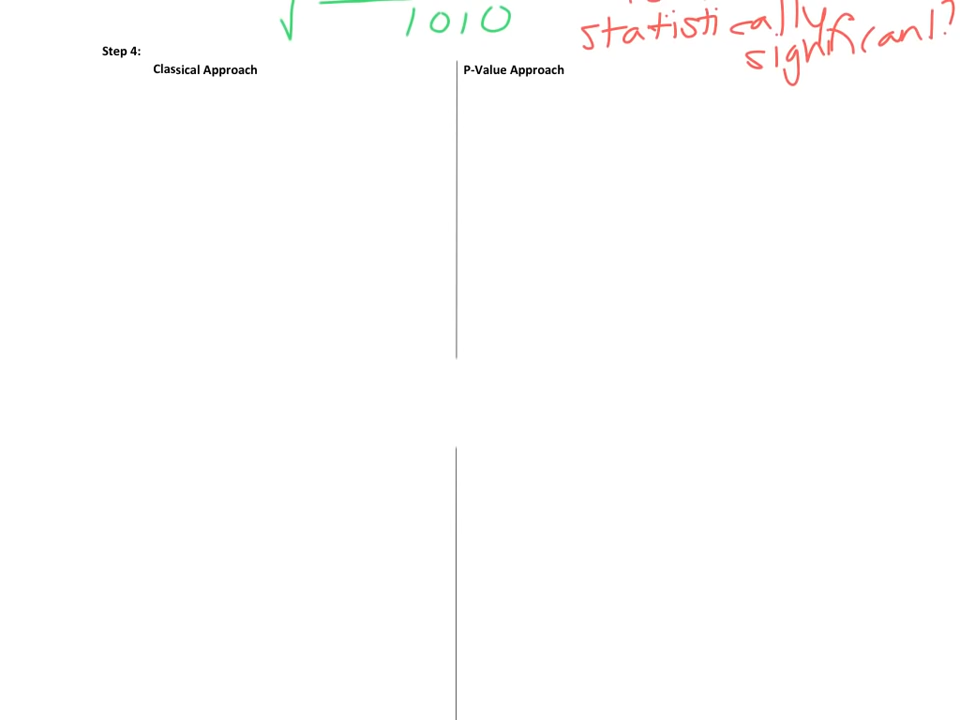 1010
statistically
significant?
Step 4:
Classical Approach
P-Value Approach